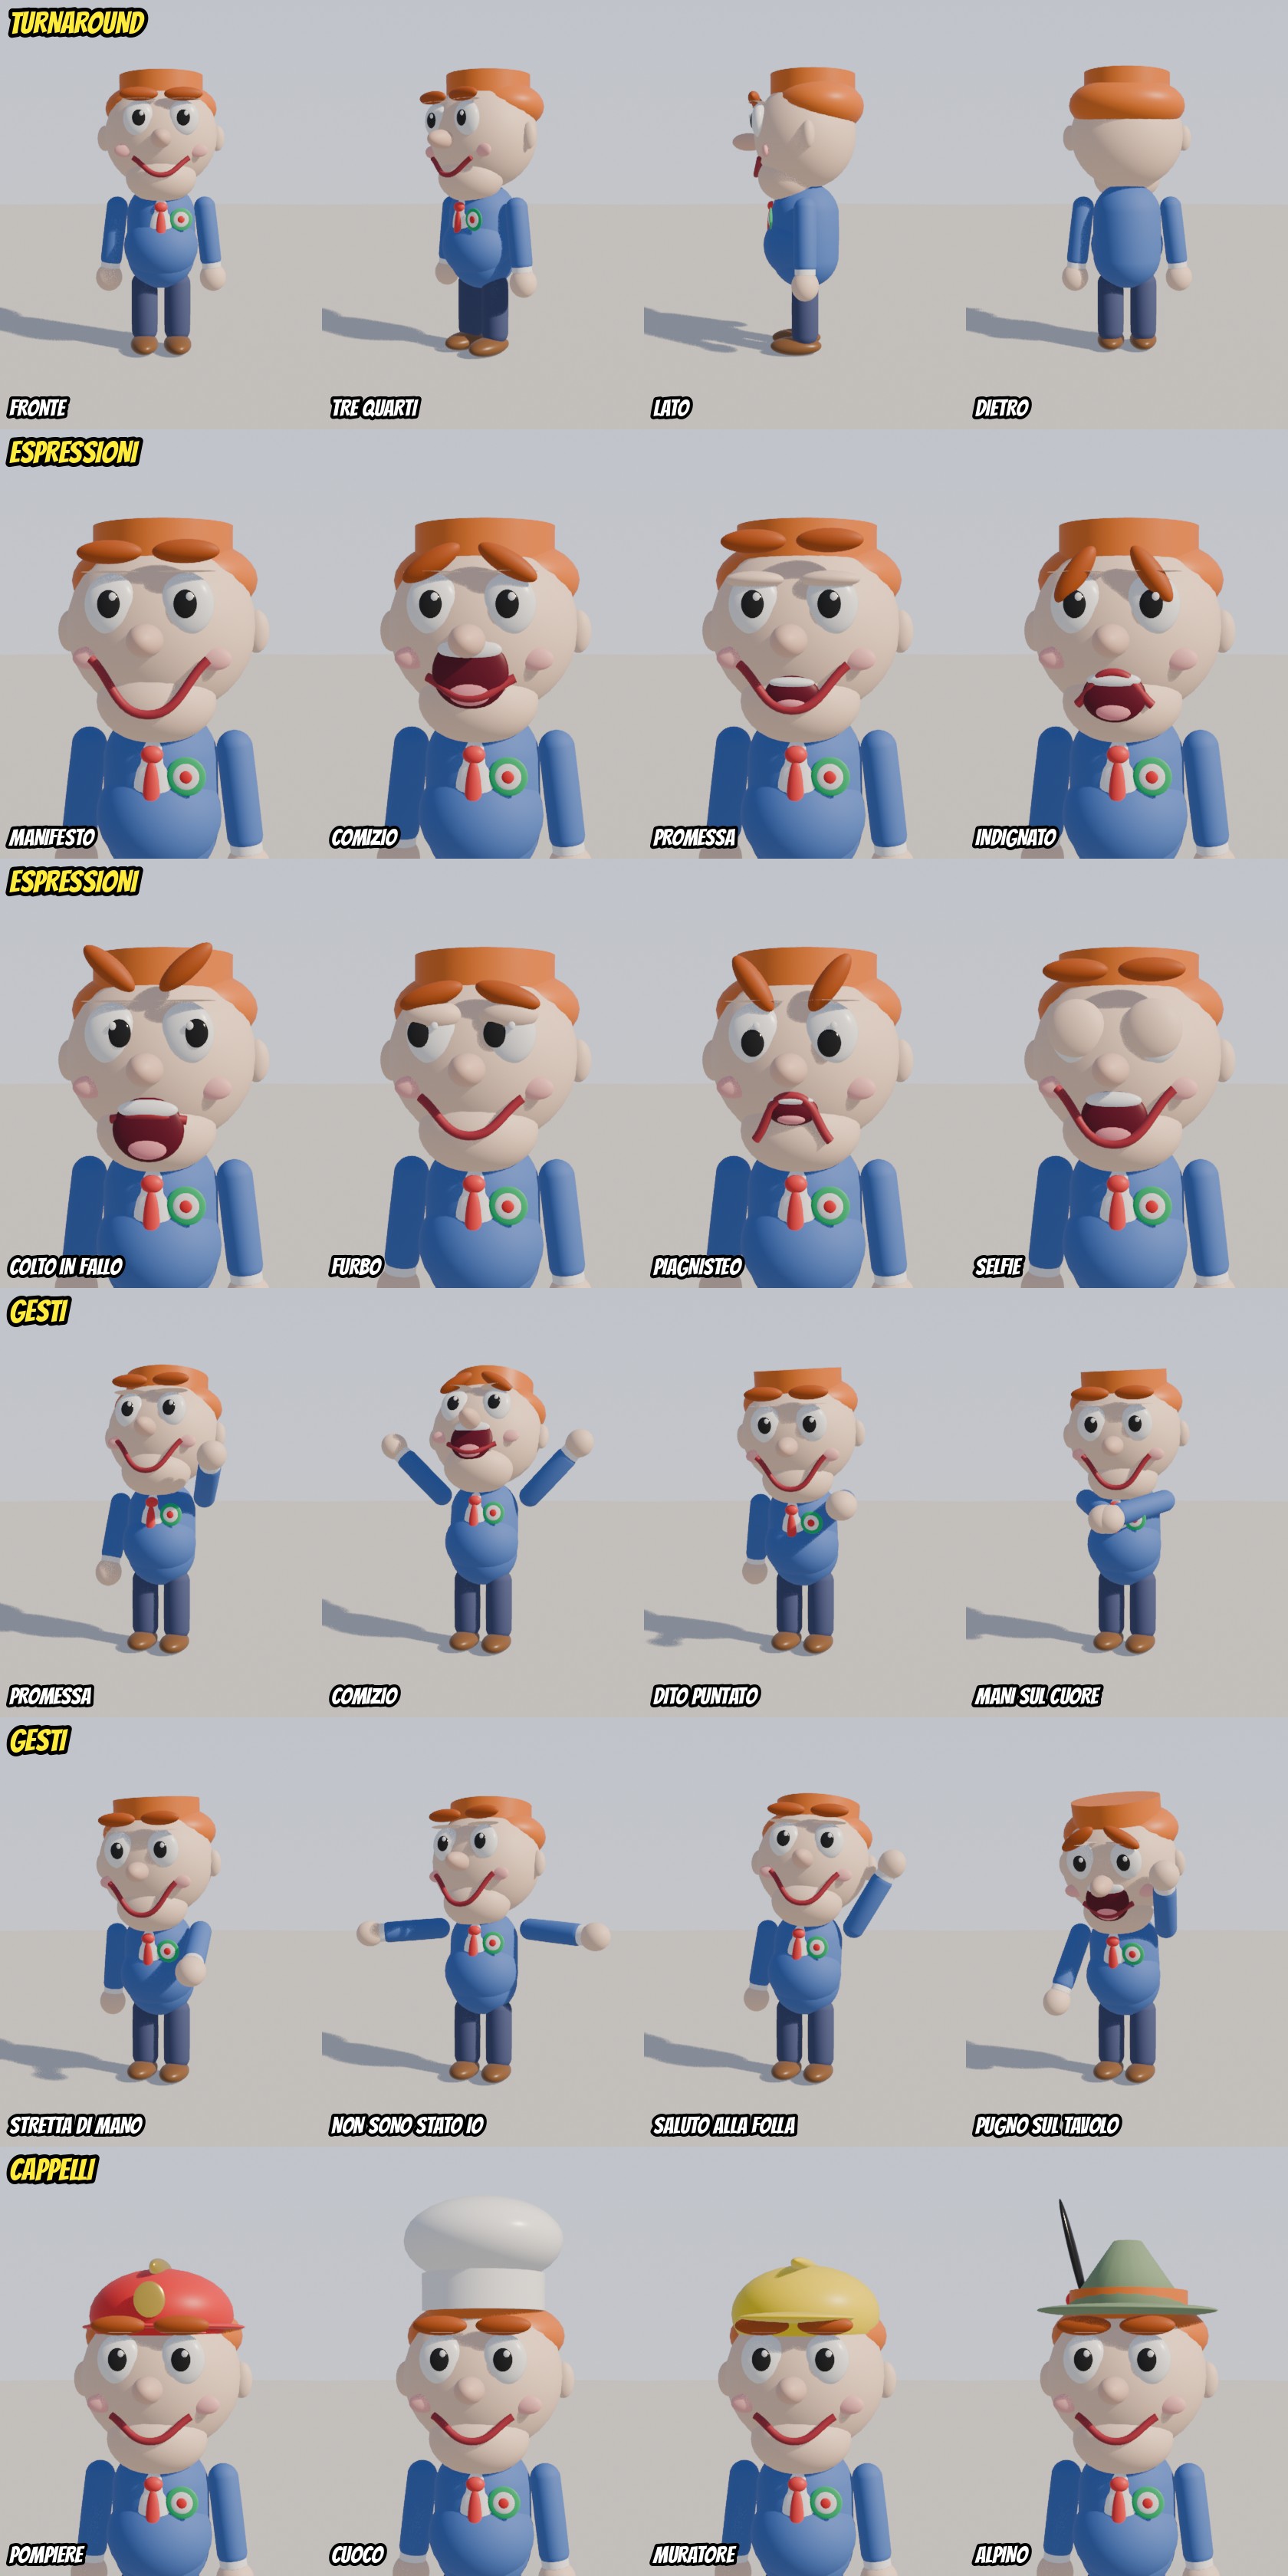 TURNAROUND
FRONTE
TRE QUARTI
LATO
DIETRO
ESPRESSIONI
MANIFESTO
COMIZIO
PROMESSA
INDIGNATO
ESPRESSIONI
COLTO IN FALLO
FURBO
PIAGNISTEO
SELFIE
GESTI
PROMESSA
COMIZIO
DITO PUNTATO
MANI SUL CUORE
GESTI
STRETTA DI MANO
NON SONO STATO IO
SALUTO ALLA FOLLA
PUGNO SUL TAVOLO
CAPPELLI
POMPIERE
CUOCO
MURATORE
ALPINO